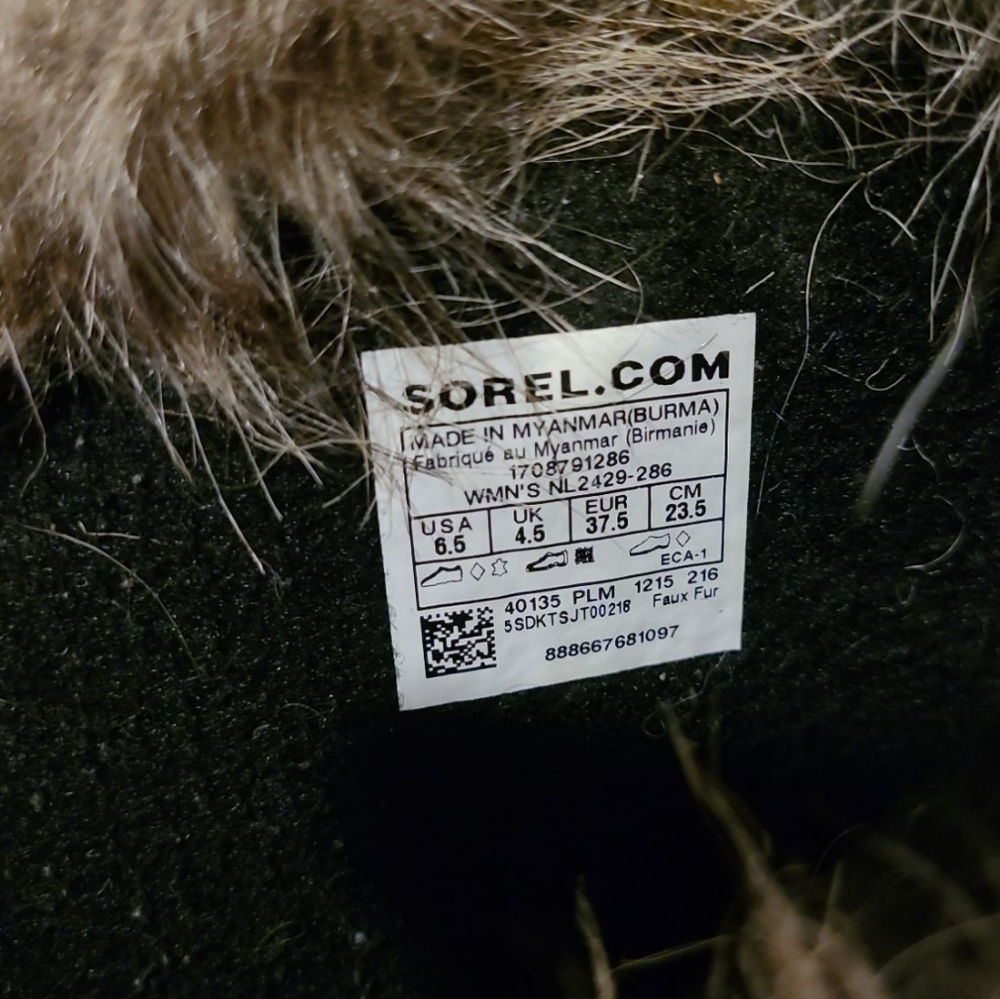 SOREL.COM
MADE IN MYANMAR(BURMA)
Fabriqué au Myanmar (Birmanie)
1708791286
WMN'S NL2429-286
USA UK EUR CM
6.5 4.5 37.5 23.5
ECA-1
40135 PLM 1215 216
5SDKTSJT00218 Faux Fur
888667681097